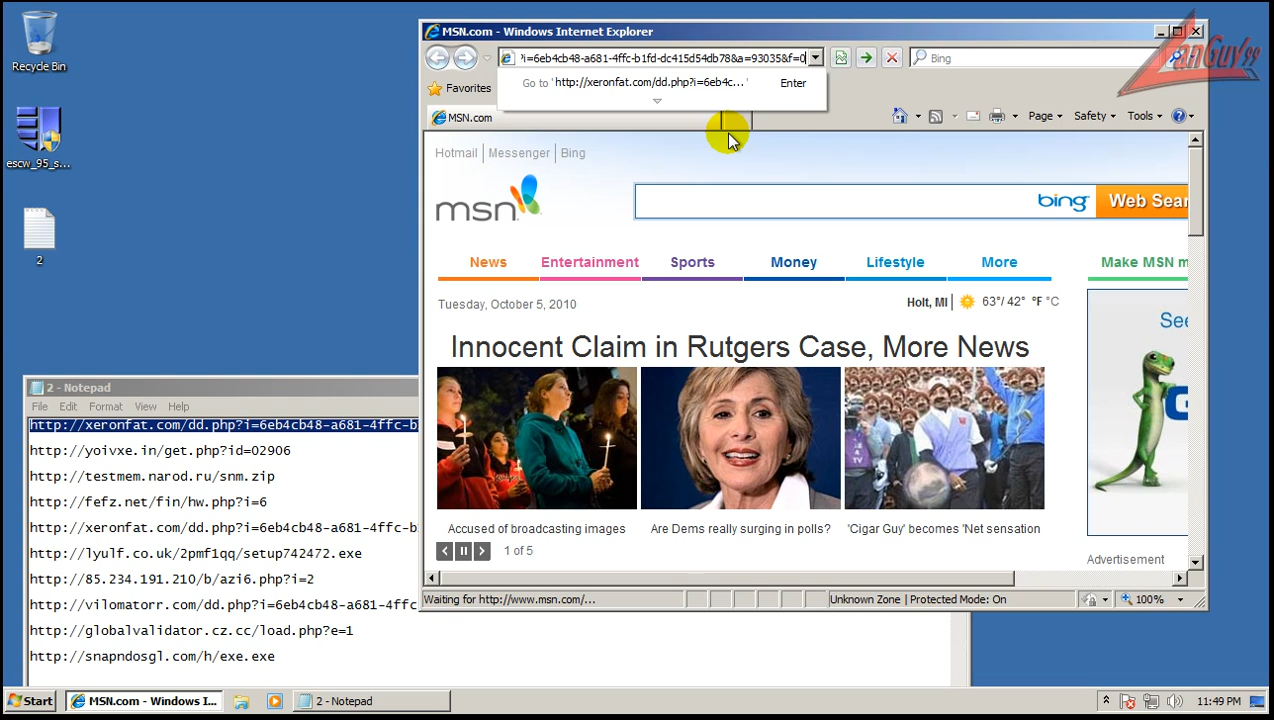 Recycle Bin
escw_95_s...
2
MSN.com - Windows Internet Explorer
?i=6eb4cb48-a681-4ffc-b1fd-dc415d54db78&a=93035&f=0
Bing
Go to ' http://xeronfat.com/dd.php?i=6eb4c... '
Enter
Favorites
MSN.com
Page
Safety
Tools
Hotmail
Messenger
Bing
msn
bing
Web Sear
News
Entertainment
Sports
Money
Lifestyle
More
Make MSN m
Tuesday, October 5, 2010
Holt, MI
63°/ 42° °F °C
Innocent Claim in Rutgers Case, More News
See
G
Accused of broadcasting images
Are Dems really surging in polls?
'Cigar Guy' becomes 'Net sensation
1 of 5
Advertisement
Waiting for http://www.msn.com/...
Unknown Zone | Protected Mode: On
100%
2 - Notepad
File Edit Format View Help
http://xeronfat.com/dd.php?i=6eb4cb48-a681-4ffc-b
http://yoivxe.in/get.php?id=02906
http://testmem.narod.ru/snm.zip
http://fefz.net/fin/hw.php?i=6
http://xeronfat.com/dd.php?i=6eb4cb48-a681-4ffc-b
http://lyulf.co.uk/2pmf1qq/setup742472.exe
http://85.234.191.210/b/azi6.php?i=2
http://vilomatorr.com/dd.php?i=6eb4cb48-a681-4ffc
http://globalvalidator.cz.cc/load.php?e=1
http://snapndosgl.com/h/exe.exe
Start
MSN.com - Windows I...
2 - Notepad
11:49 PM